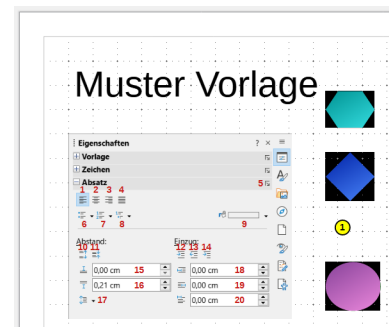 Muster Vorlage
Eigenschaften ? ×
Vorlage
Zeichen
Absatz 5
1 2 3 4
6 7 8 9
Abstand: Einzug:
10 11 12 13 14
0,00 cm 15 0,00 cm 18
0,21 cm 16 0,00 cm 19
17 0,00 cm 20
1